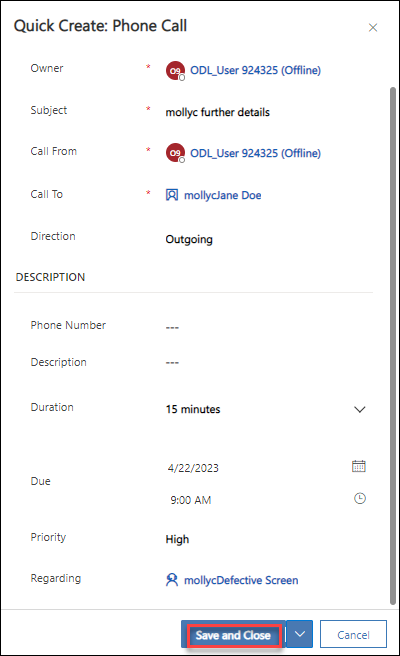 Quick Create: Phone Call
Owner * O9 ODL_User 924325 (Offline)
Subject * mollyc further details
Call From * O9 ODL_User 924325 (Offline)
Call To * mollycJane Doe
Direction Outgoing
DESCRIPTION
Phone Number ---
Description ---
Duration 15 minutes
Due 4/22/2023
9:00 AM
Priority High
Regarding mollycDefective Screen
Save and Close Cancel